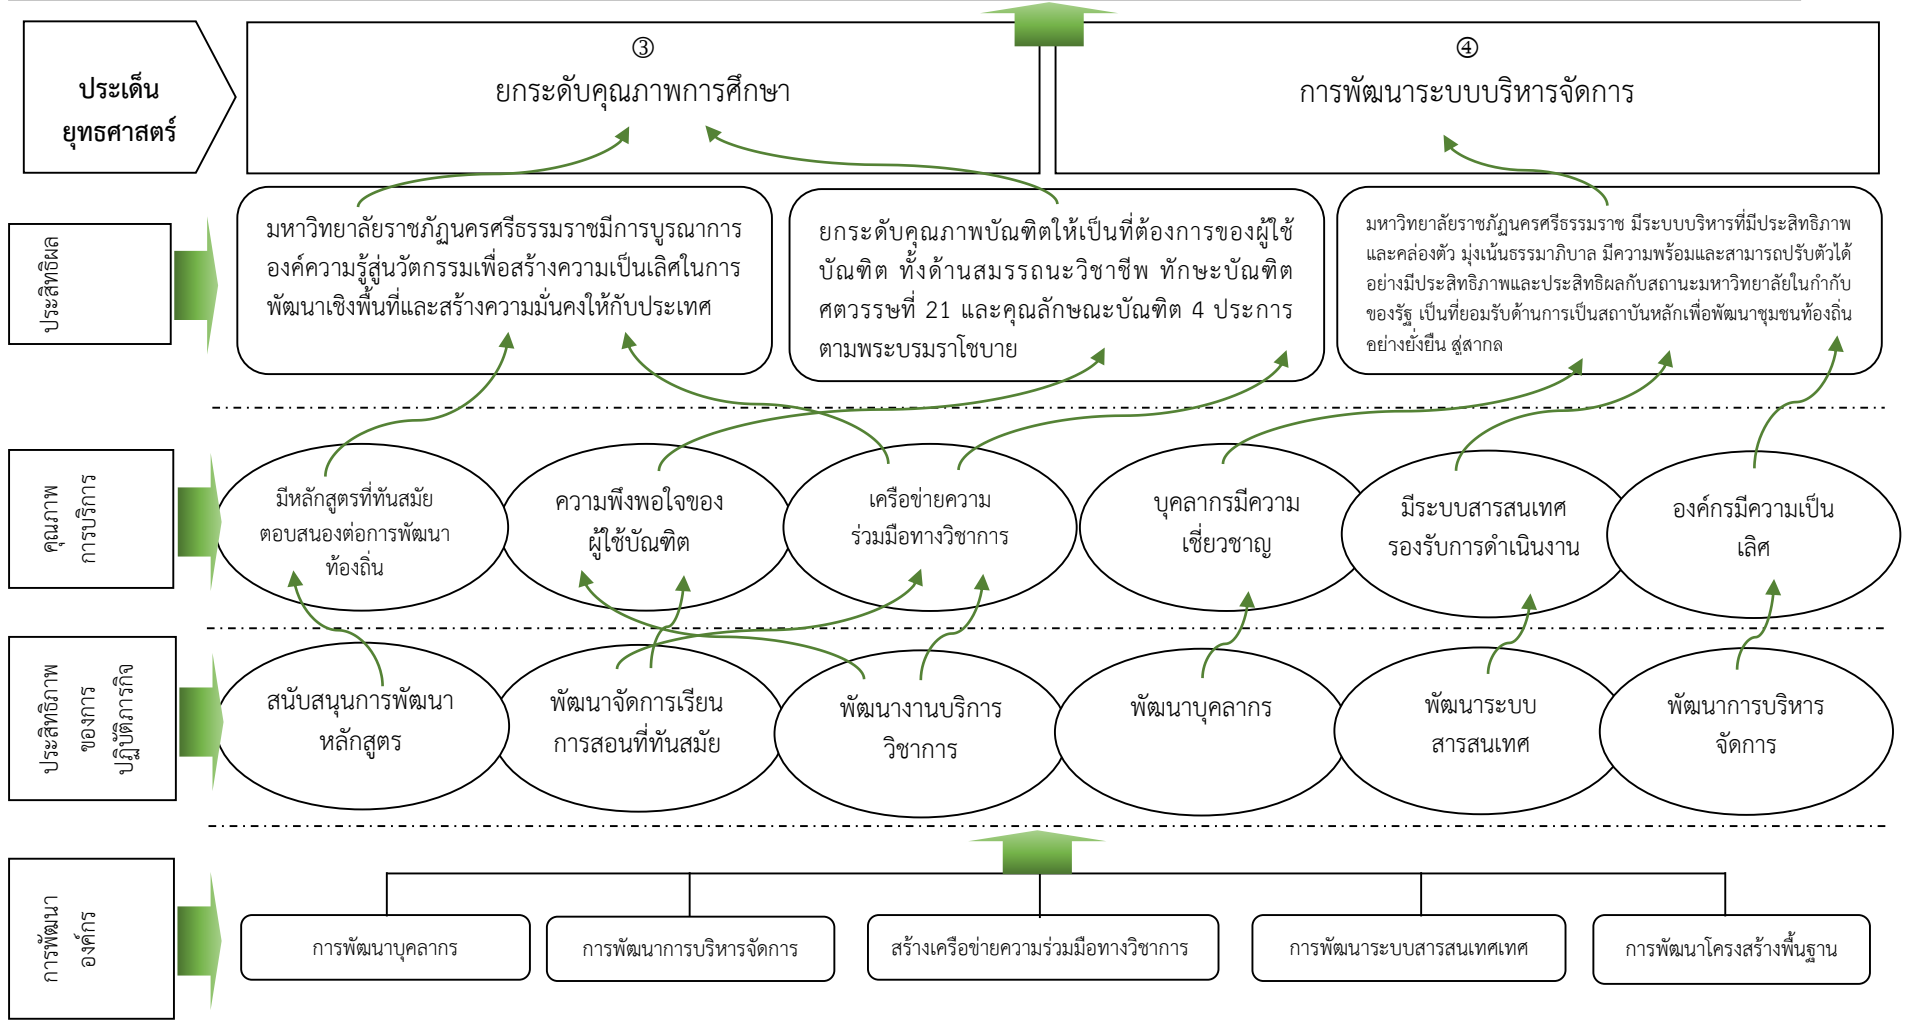 ประเด็น
ยุทธศาสตร์
③
ยกระดับคุณภาพการศึกษา
④
การพัฒนาระบบบริหารจัดการ
ประสิทธิผล
มหาวิทยาลัยราชภัฏนครศรีธรรมราชมีการบูรณาการ
องค์ความรู้สู่นวัตกรรมเพื่อสร้างความเป็นเลิศในการ
พัฒนาเชิงพื้นที่และสร้างความมั่นคงให้กับประเทศ
ยกระดับคุณภาพบัณฑิตให้เป็นที่ต้องการของผู้ใช้
บัณฑิต ทั้งด้านสมรรถนะวิชาชีพ ทักษะบัณฑิต
ศตวรรษที่ 21 และคุณลักษณะบัณฑิต 4 ประการ
ตามพระบรมราโชบาย
มหาวิทยาลัยราชภัฏนครศรีธรรมราช มีระบบบริหารที่มีประสิทธิภาพ
และคล่องตัว มุ่งเน้นธรรมาภิบาล มีความพร้อมและสามารถปรับตัวได้
อย่างมีประสิทธิภาพและประสิทธิผลกับสถานะมหาวิทยาลัยในกำกับ
ของรัฐ เป็นที่ยอมรับด้านการเป็นสถาบันหลักเพื่อพัฒนาชุมชนท้องถิ่น
อย่างยั่งยืน สู่สากล
คุณภาพ
การบริการ
มีหลักสูตรที่ทันสมัย
ตอบสนองต่อการพัฒนา
ท้องถิ่น
ความพึงพอใจของ
ผู้ใช้บัณฑิต
เครือข่ายความ
ร่วมมือทางวิชาการ
บุคลากรมีความ
เชี่ยวชาญ
มีระบบสารสนเทศ
รองรับการดำเนินงาน
องค์กรมีความเป็น
เลิศ
ประสิทธิภาพ
ของการ
ปฏิบัติภารกิจ
สนับสนุนการพัฒนา
หลักสูตร
พัฒนาจัดการเรียน
การสอนที่ทันสมัย
พัฒนางานบริการ
วิชาการ
พัฒนาบุคลากร
พัฒนาระบบ
สารสนเทศ
พัฒนาการบริหาร
จัดการ
การพัฒนา
องค์กร
การพัฒนาบุคลากร
การพัฒนาการบริหารจัดการ
สร้างเครือข่ายความร่วมมือทางวิชาการ
การพัฒนาระบบสารสนเทศเทศ
การพัฒนาโครงสร้างพื้นฐาน